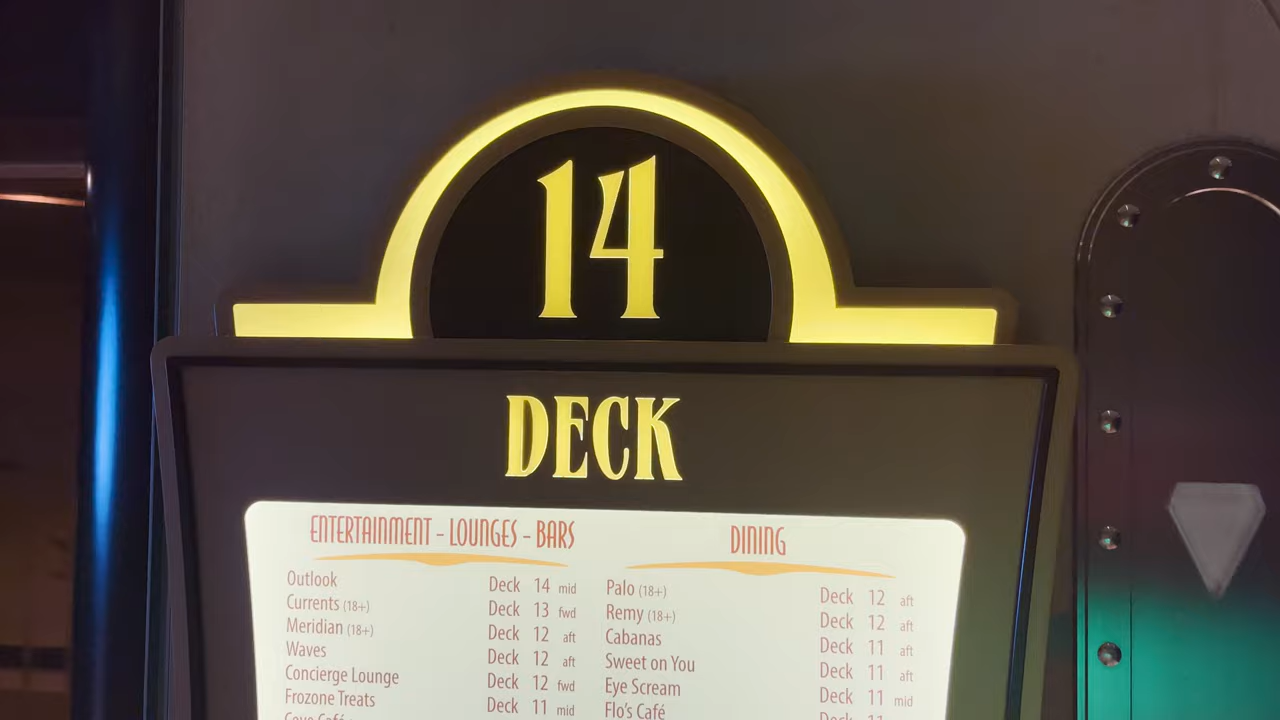 14
DECK
ENTERTAINMENT - LOUNGES - BARS
Outlook Deck 14 mid
Currents (18+) Deck 13 fwd
Meridian (18+) Deck 12 aft
Waves Deck 12 aft
Concierge Lounge Deck 12 fwd
Frozone Treats Deck 11 mid
Cove Café
DINING
Palo (18+) Deck 12 aft
Remy (18+) Deck 12 aft
Cabanas Deck 11 aft
Sweet on You Deck 11 aft
Eye Scream Deck 11 mid
Flo's Café